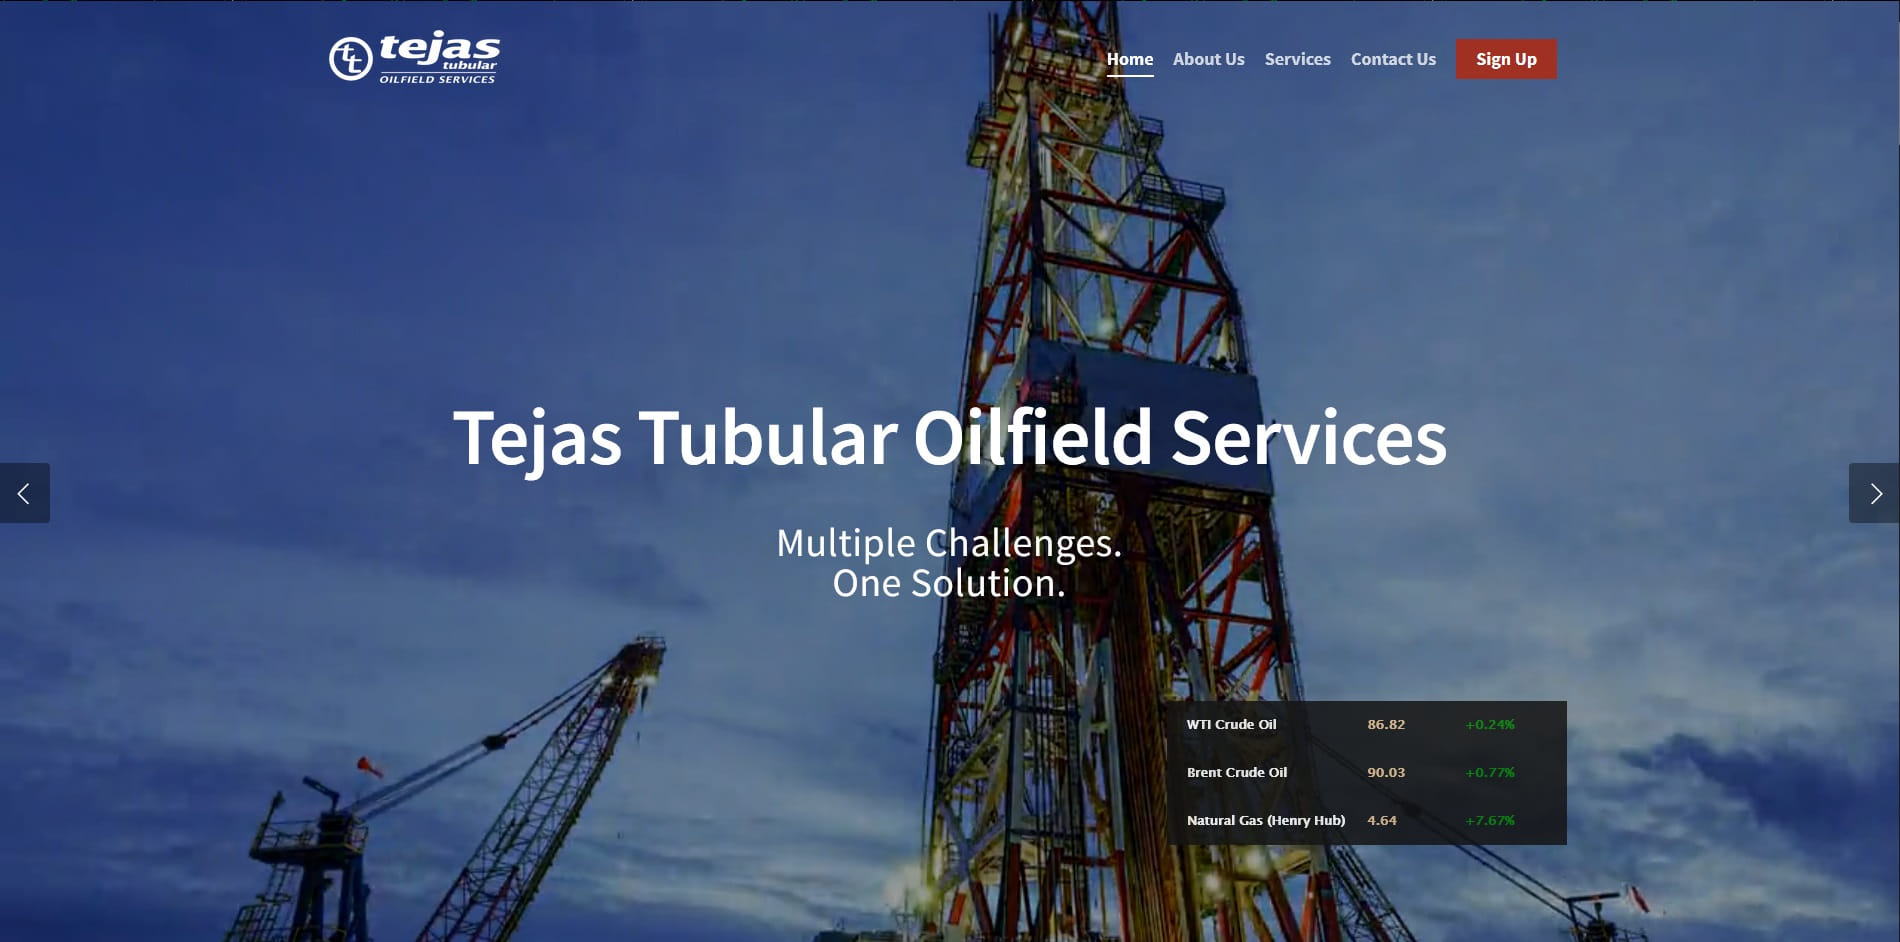 tt
tejas
tubular
OILFIELD SERVICES
Home About Us Services Contact Us Sign Up
Tejas Tubular Oilfield Services
Multiple Challenges.
One Solution.
WTI Crude Oil 86.82 +0.24%
Brent Crude Oil 90.03 +0.77%
Natural Gas (Henry Hub) 4.64 +7.67%